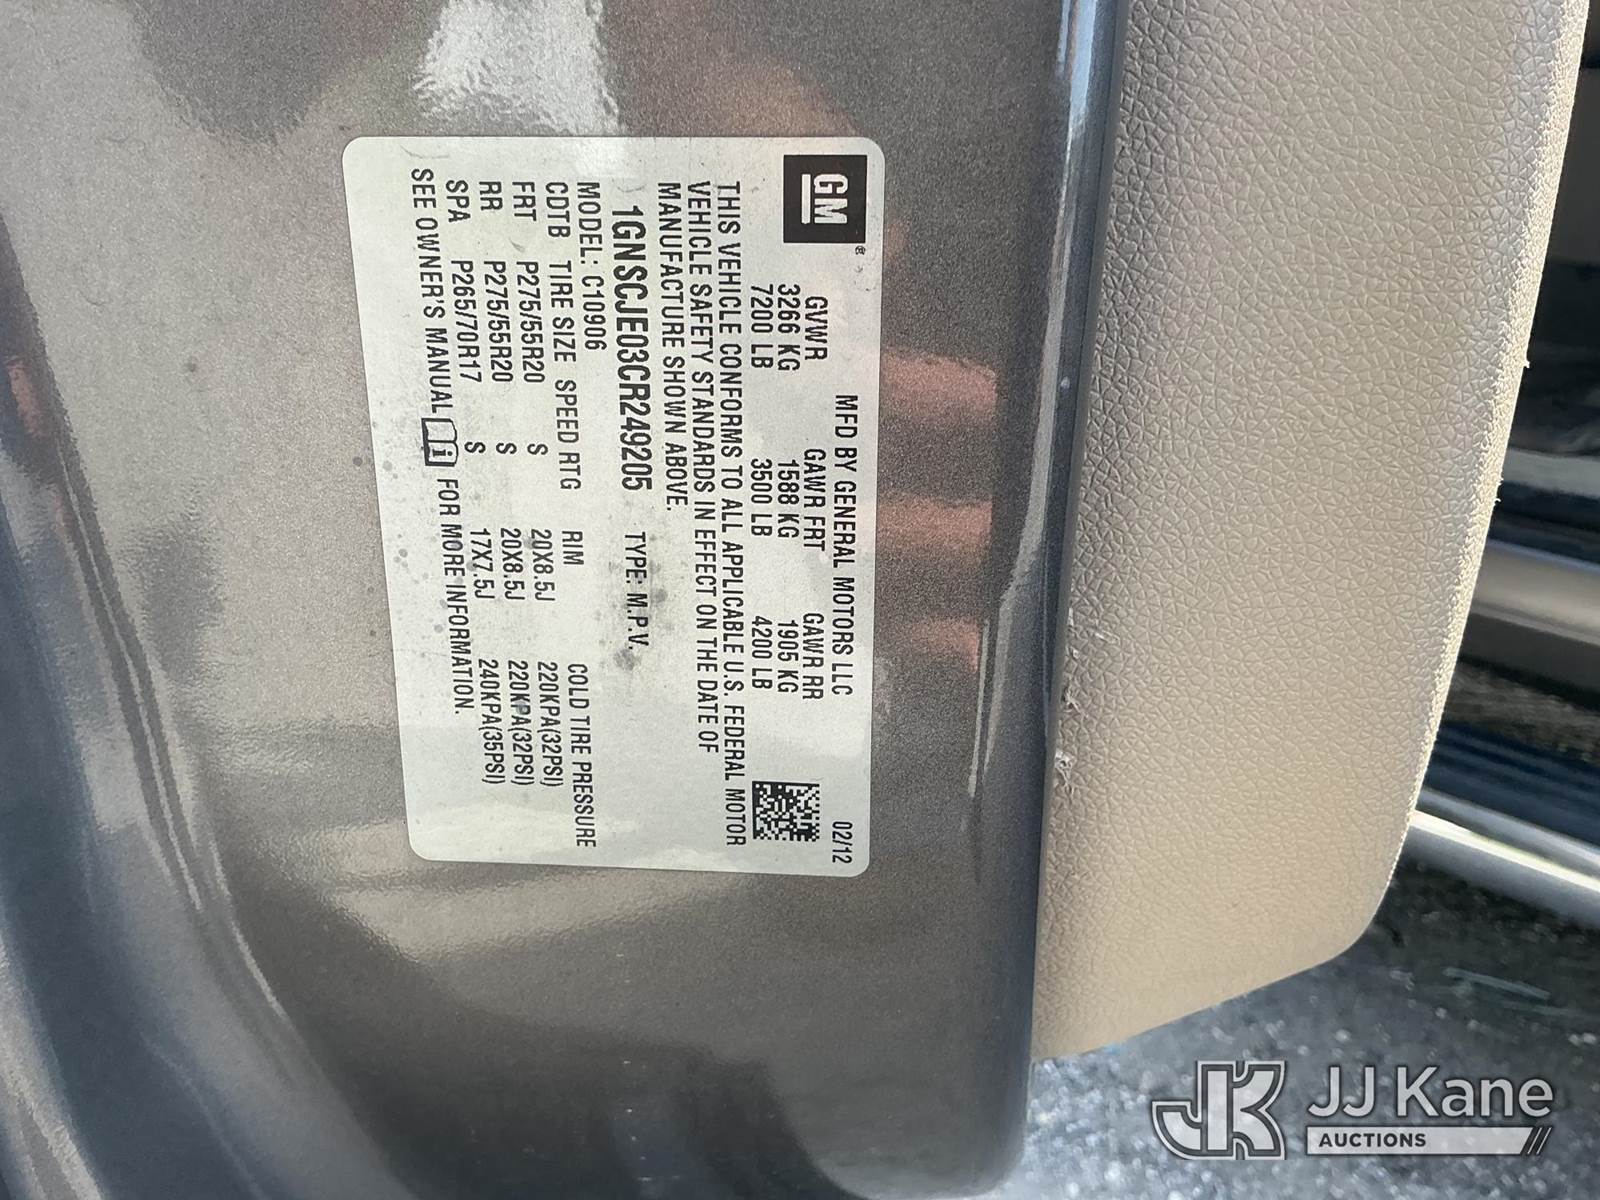 GM ®
MFD BY GENERAL MOTORS LLC 02/12
GVWR GAWR FRT GAWR RR
3266 KG 1588 KG 1905 KG
7200 LB 3500 LB 4200 LB
THIS VEHICLE CONFORMS TO ALL APPLICABLE U.S. FEDERAL MOTOR
VEHICLE SAFETY STANDARDS IN EFFECT ON THE DATE OF
MANUFACTURE SHOWN ABOVE.
1GNSCJE03CR249205 TYPE: M.P.V.
MODEL: C10906
CDTB TIRE SIZE SPEED RTG RIM COLD TIRE PRESSURE
FRT P275/55R20 S 20X8.5J 220KPA(32PSI)
RR P275/55R20 S 20X8.5J 220KPA(32PSI)
SPA P265/70R17 S 17X7.5J 240KPA(35PSI)
SEE OWNER'S MANUAL i FOR MORE INFORMATION.
JK JJ Kane
AUCTIONS